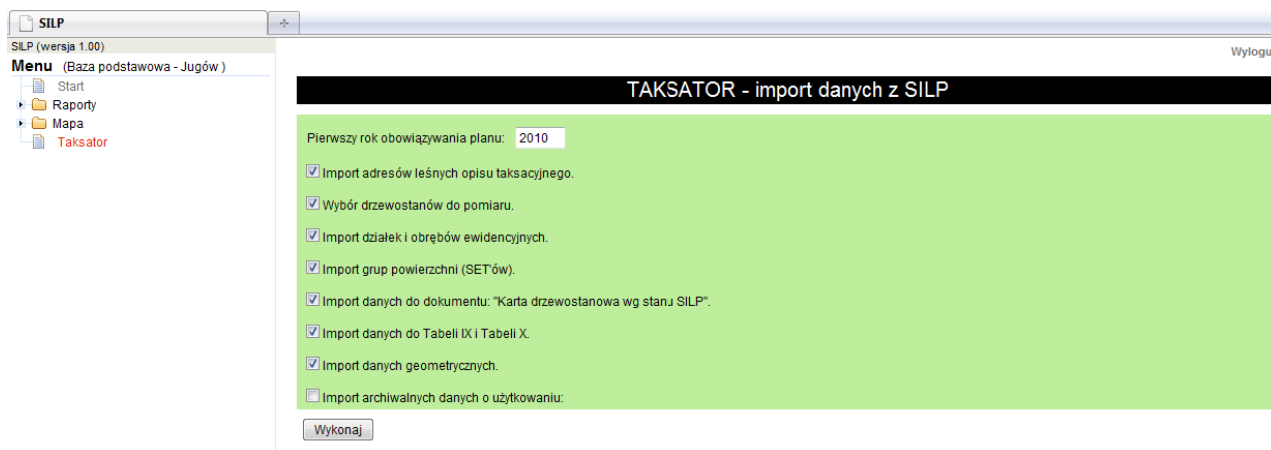 SILP
SILP (wersja 1.00)
Wylogu
Menu (Baza podstawowa - Jugów )
Start
Raporty
Mapa
Taksator
TAKSATOR - import danych z SILP
Pierwszy rok obowiązywania planu: 2010
Import adresów leśnych opisu taksacyjnego.
Wybór drzewostanów do pomiaru.
Import działek i obrębów ewidencyjnych.
Import grup powierzchni (SET'ów).
Import danych do dokumentu: "Karta drzewostanowa wg stanu SILP".
Import danych do Tabeli IX i Tabeli X.
Import danych geometrycznych.
Import archiwalnych danych o użytkowaniu:
Wykonaj